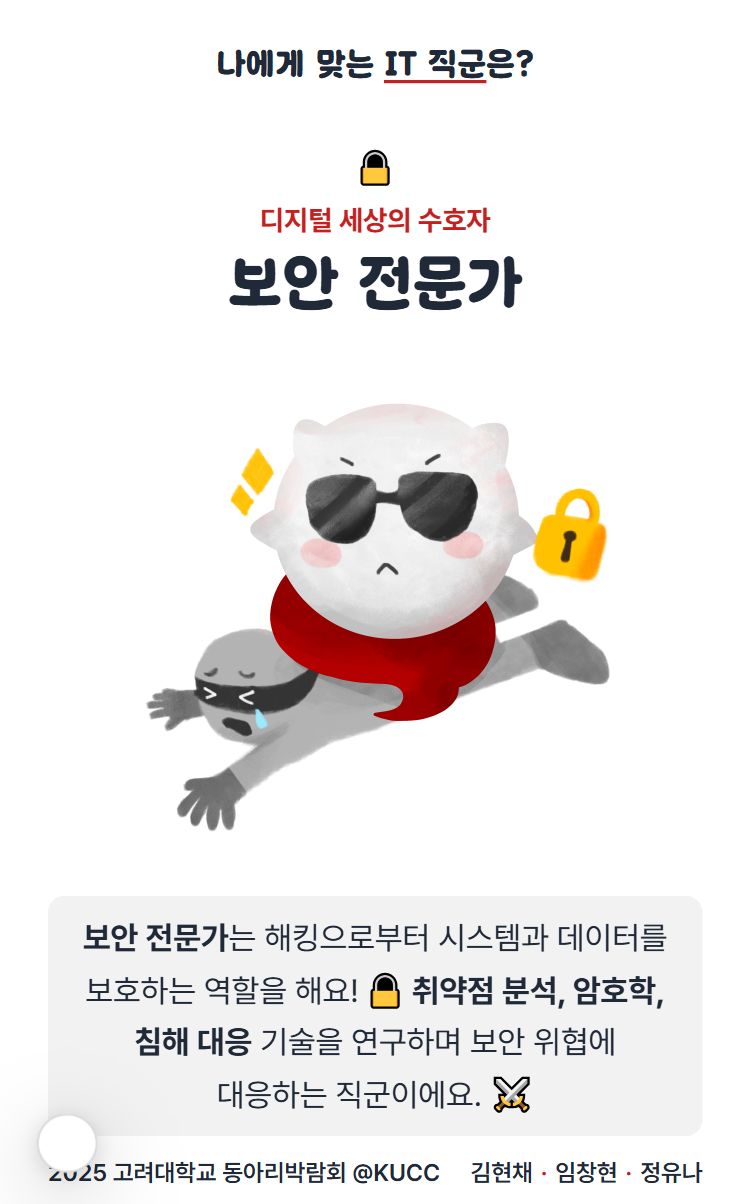 나에게 맞는 IT 직군은?
🔒
디지털 세상의 수호자
보안 전문가
보안 전문가는 해킹으로부터 시스템과 데이터를
보호하는 역할을 해요! 🔒 취약점 분석, 암호학,
침해 대응 기술을 연구하며 보안 위협에
대응하는 직군이에요. ⚔️
2025 고려대학교 동아리박람회 @KUCC 김현채 · 임창현 · 정유나